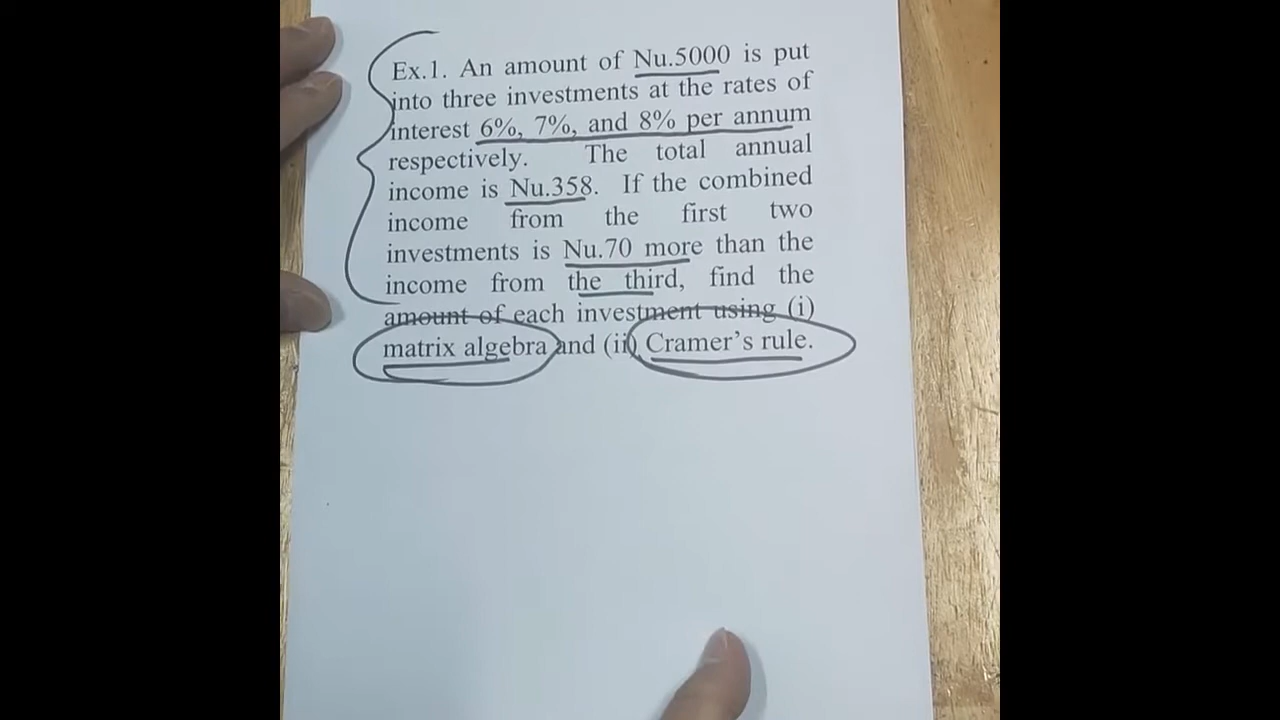 Ex.1. An amount of Nu.5000 is put
into three investments at the rates of
interest 6%, 7%, and 8% per annum
respectively. The total annual
income is Nu.358. If the combined
income from the first two
investments is Nu.70 more than the
income from the third, find the
amount of each investment using (i)
matrix algebra and (ii) Cramer's rule.